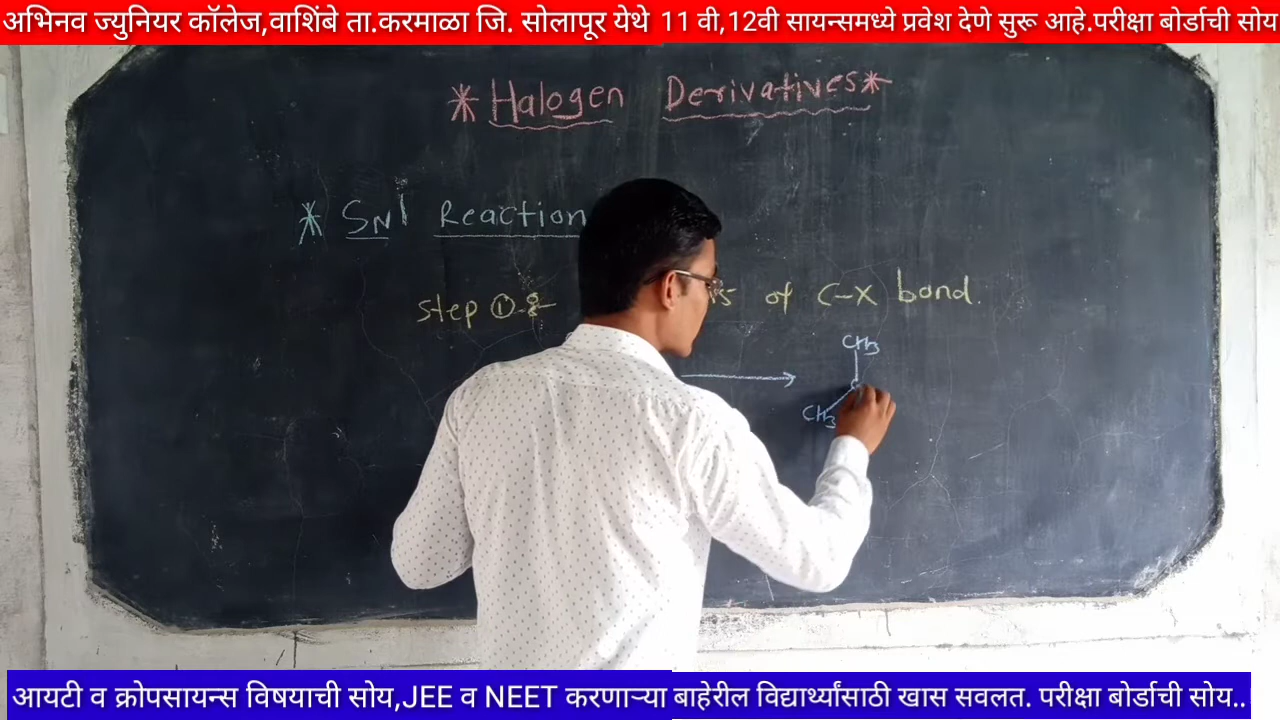 अभिनव ज्युनियर कॉलेज,वाशिंबे ता.करमाळा जि. सोलापूर येथे 11 वी,12वी सायन्समध्ये प्रवेश देणे सुरू आहे.परीक्षा बोर्डाची सोय
*Halogen Derivatives*
* SN1 Reaction
Step ①:- of C-X bond.
CH3
C
CH3
आयटी व क्रोपसायन्स विषयाची सोय,JEE व NEET करणाऱ्या बाहेरील विद्यार्थ्यांसाठी खास सवलत. परीक्षा बोर्डाची सोय..